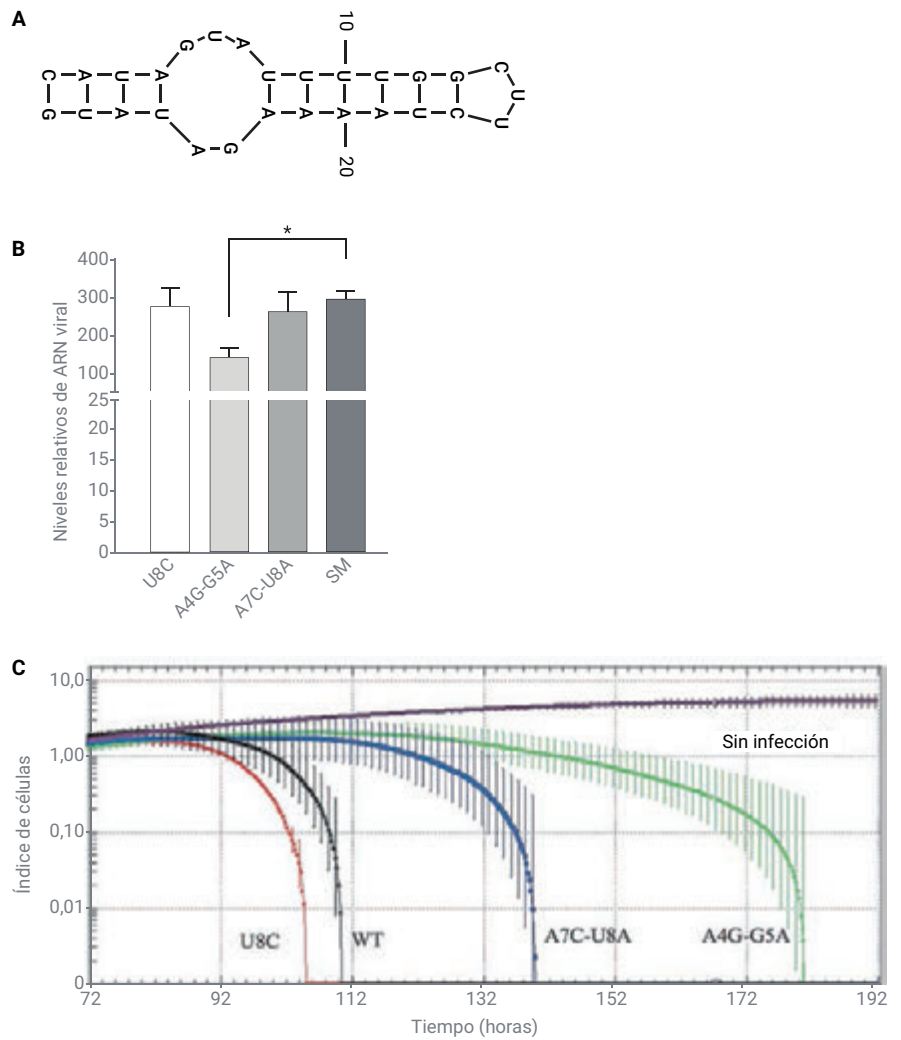 A
10
G U A
C A U A U U U U G G C
U
G U A U A A A A U C U
A G
20
B
*
Niveles relativos de ARN viral
400
300
200
100
25
20
15
10
5
0
U8C A4G-G5A A7C-U8A SM
C
Índice de células
10,0
1,00
0,10
0,01
0
Sin infección
U8C WT A7C-U8A A4G-G5A
72 92 112 132 152 172 192
Tiempo (horas)